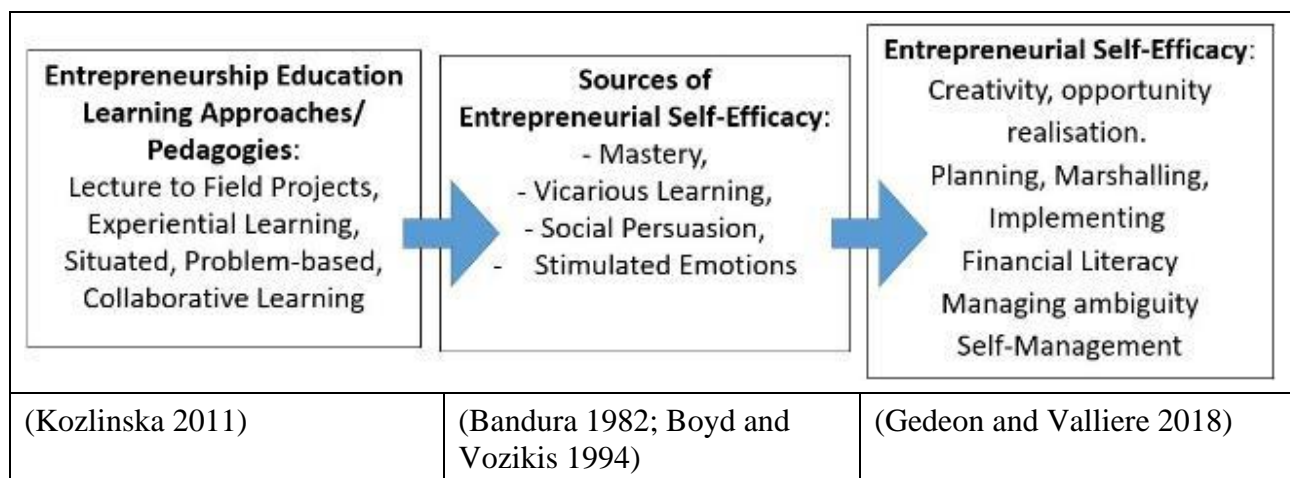 Entrepreneurship Education
Learning Approaches/
Pedagogies:
Lecture to Field Projects,
Experiential Learning,
Situated, Problem-based,
Collaborative Learning
Sources of
Entrepreneurial Self-Efficacy:
- Mastery,
- Vicarious Learning,
- Social Persuasion,
- Stimulated Emotions
Entrepreneurial Self-Efficacy:
Creativity, opportunity
realisation.
Planning, Marshalling,
Implementing
Financial Literacy
Managing ambiguity
Self-Management
(Kozlinska 2011)
(Bandura 1982; Boyd and
Vozikis 1994)
(Gedeon and Valliere 2018)